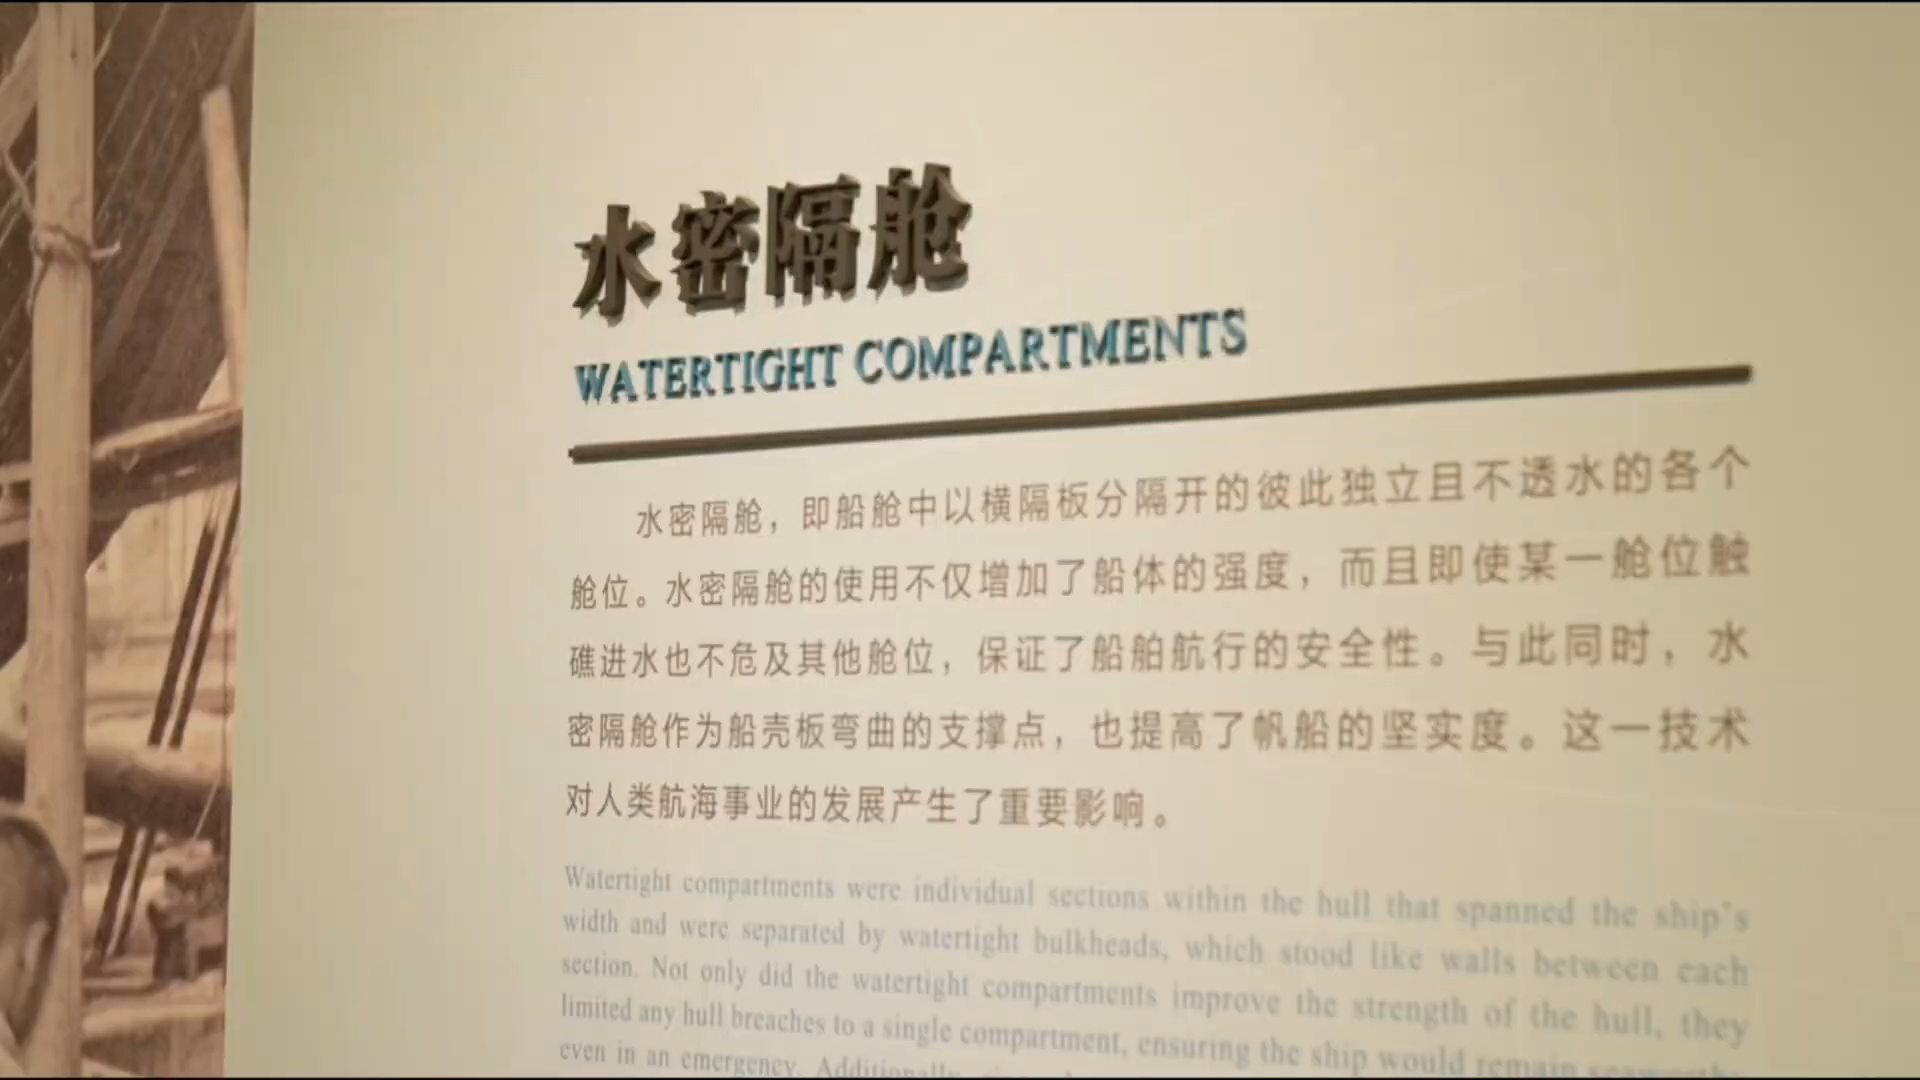 水密隔舱
WATERTIGHT COMPARTMENTS
水密隔舱，即船舱中以横隔板分隔开的彼此独立且不透水的各个
舱位。水密隔舱的使用不仅增加了船体的强度，而且即使某一舱位触
礁进水也不危及其他舱位，保证了船舶航行的安全性。与此同时，水
密隔舱作为船壳板弯曲的支撑点，也提高了帆船的坚实度。这一技术
对人类航海事业的发展产生了重要影响。
Watertight compartments were individual sections within the hull that spanned the ship's
width and were separated by watertight bulkheads, which stood like walls between each
section. Not only did the watertight compartments improve the strength of the hull, they
limited any hull breaches to a single compartment, ensuring the ship would remain
even in an emergency. Additionally,